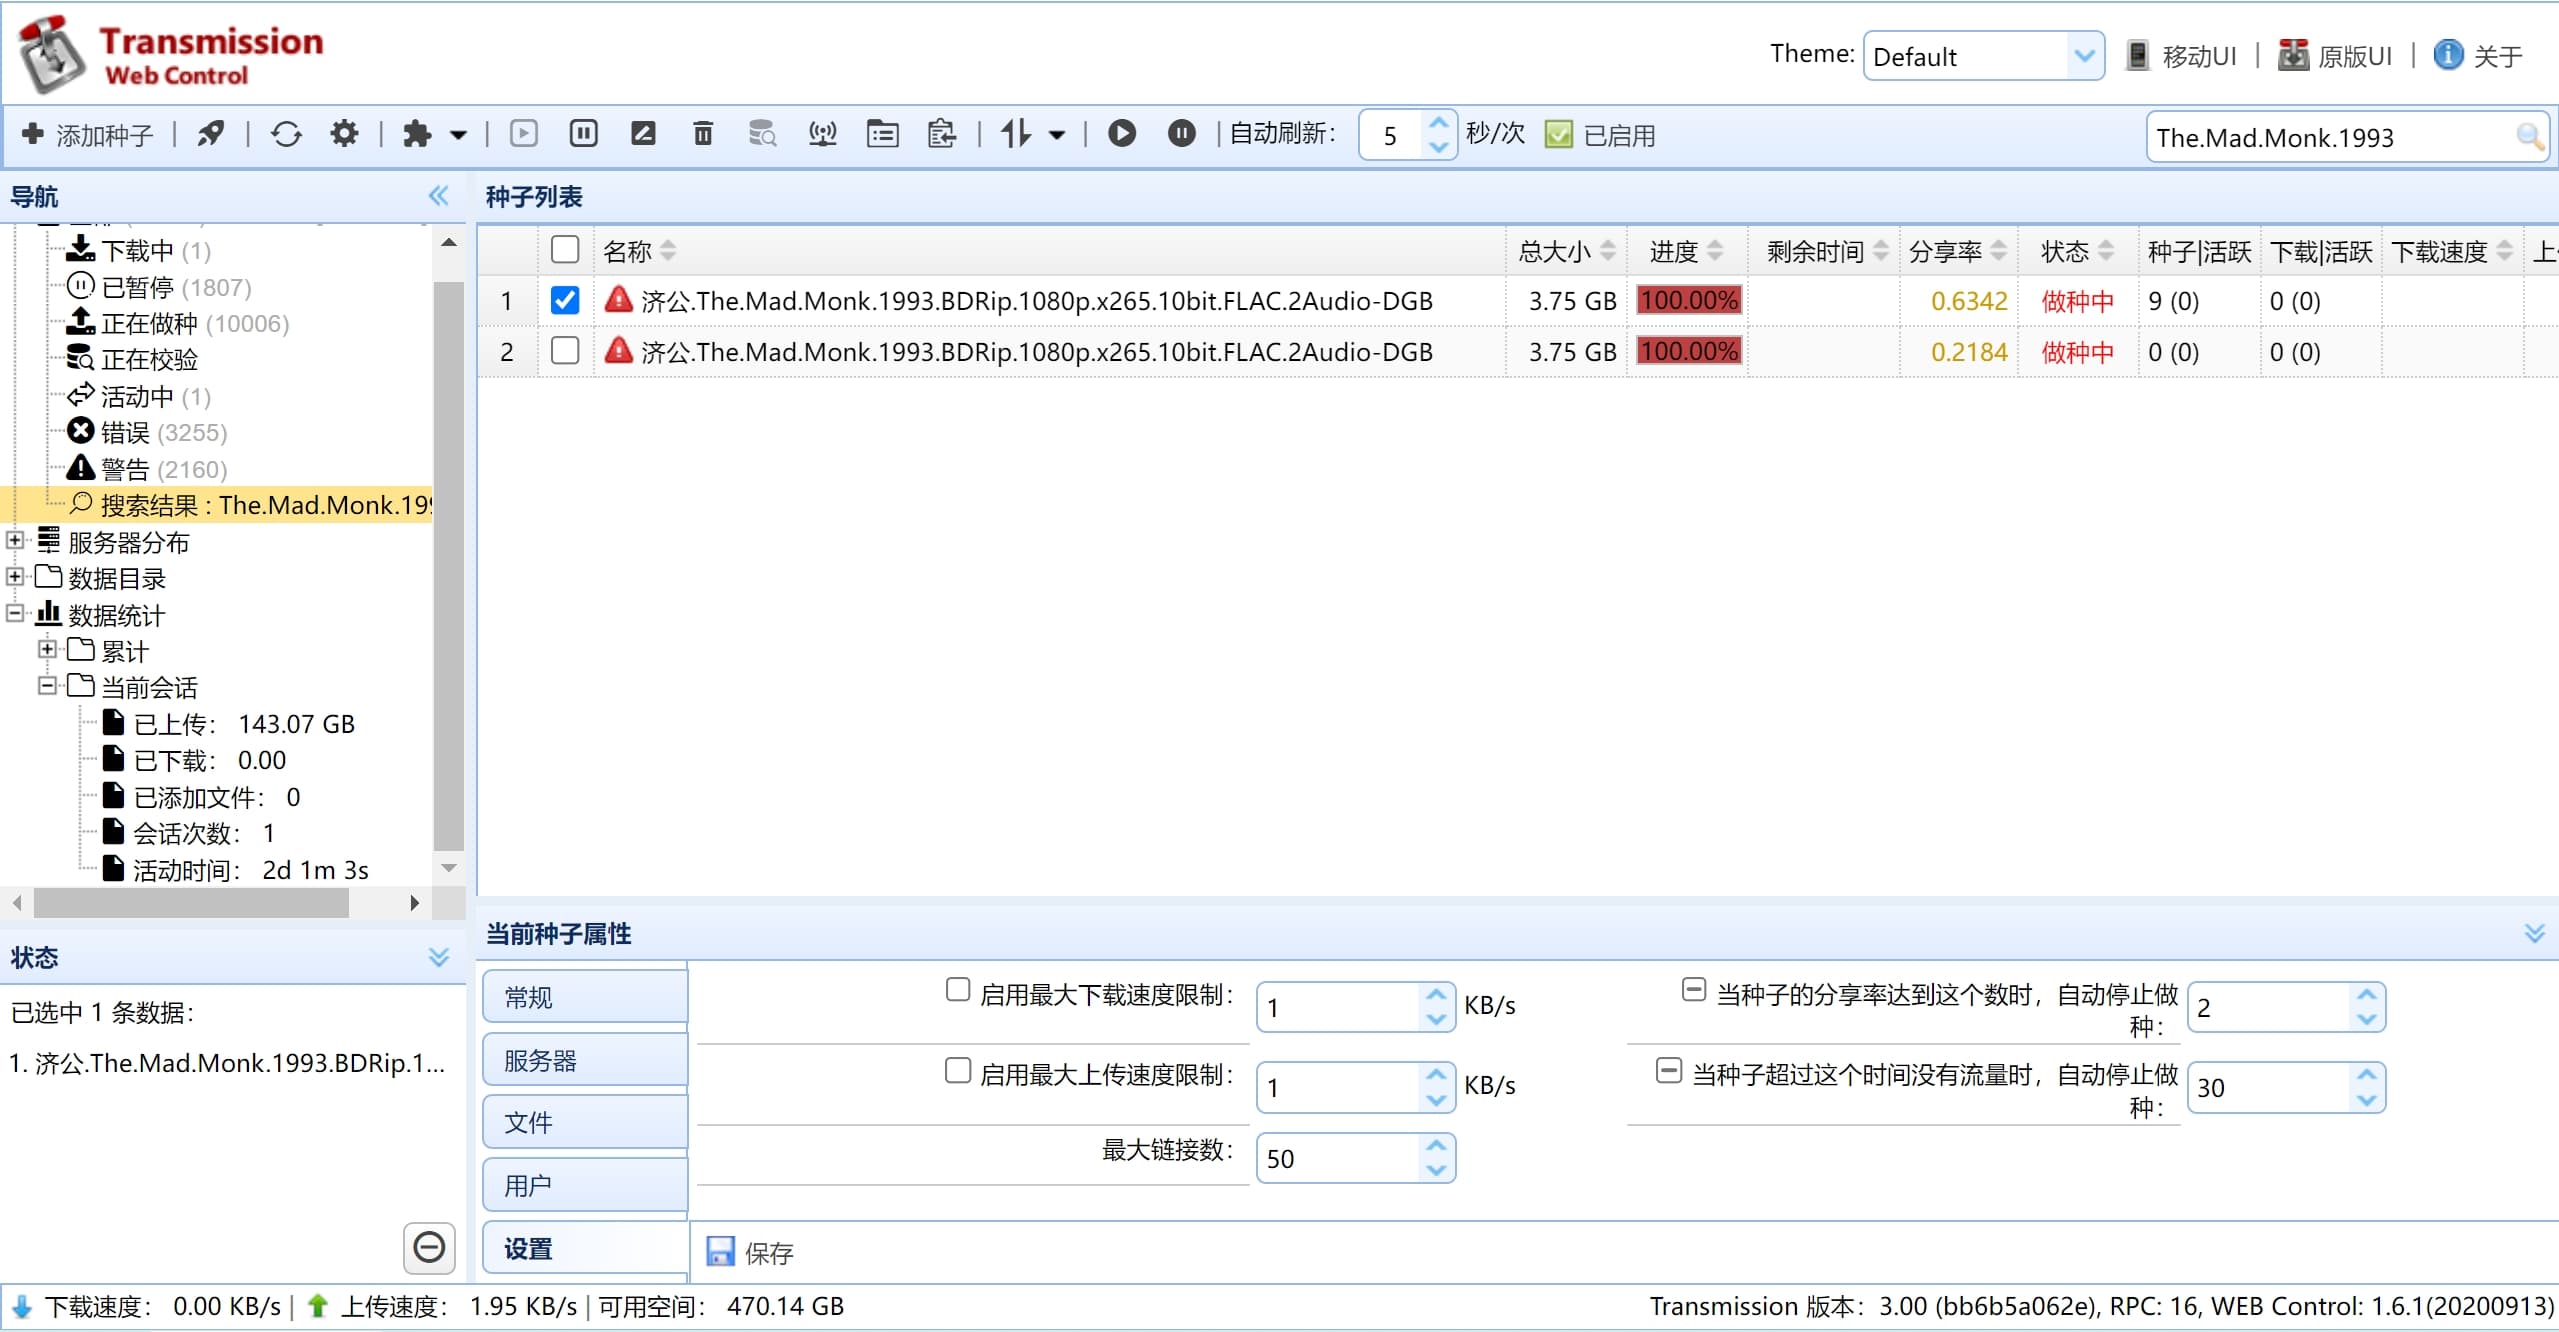 Transmission
Web Control
Theme: Default 移动UI | 原版UI | 关于
添加种子 自动刷新: 5 秒/次 已启用 The.Mad.Monk.1993
导航
下载中 (1)
已暂停 (1807)
正在做种 (10006)
正在校验
活动中 (1)
错误 (3255)
警告 (2160)
搜索结果 : The.Mad.Monk.199
服务器分布
数据目录
数据统计
累计
当前会话
已上传: 143.07 GB
已下载: 0.00
已添加文件: 0
会话次数: 1
活动时间: 2d 1m 3s
状态
已选中 1 条数据:
1. 济公.The.Mad.Monk.1993.BDRip.1...
种子列表
名称 总大小 进度 剩余时间 分享率 状态 种子|活跃 下载|活跃 下载速度 上
1 济公.The.Mad.Monk.1993.BDRip.1080p.x265.10bit.FLAC.2Audio-DGB 3.75 GB 100.00% 0.6342 做种中 9 (0) 0 (0)
2 济公.The.Mad.Monk.1993.BDRip.1080p.x265.10bit.FLAC.2Audio-DGB 3.75 GB 100.00% 0.2184 做种中 0 (0) 0 (0)
当前种子属性
常规
服务器
文件
用户
设置
启用最大下载速度限制: 1 KB/s
当种子的分享率达到这个数时，自动停止做
种: 2
启用最大上传速度限制: 1 KB/s
当种子超过这个时间没有流量时，自动停止做
种: 30
最大链接数: 50
保存
下载速度: 0.00 KB/s | 上传速度: 1.95 KB/s | 可用空间: 470.14 GB
Transmission 版本: 3.00 (bb6b5a062e), RPC: 16, WEB Control: 1.6.1(20200913)